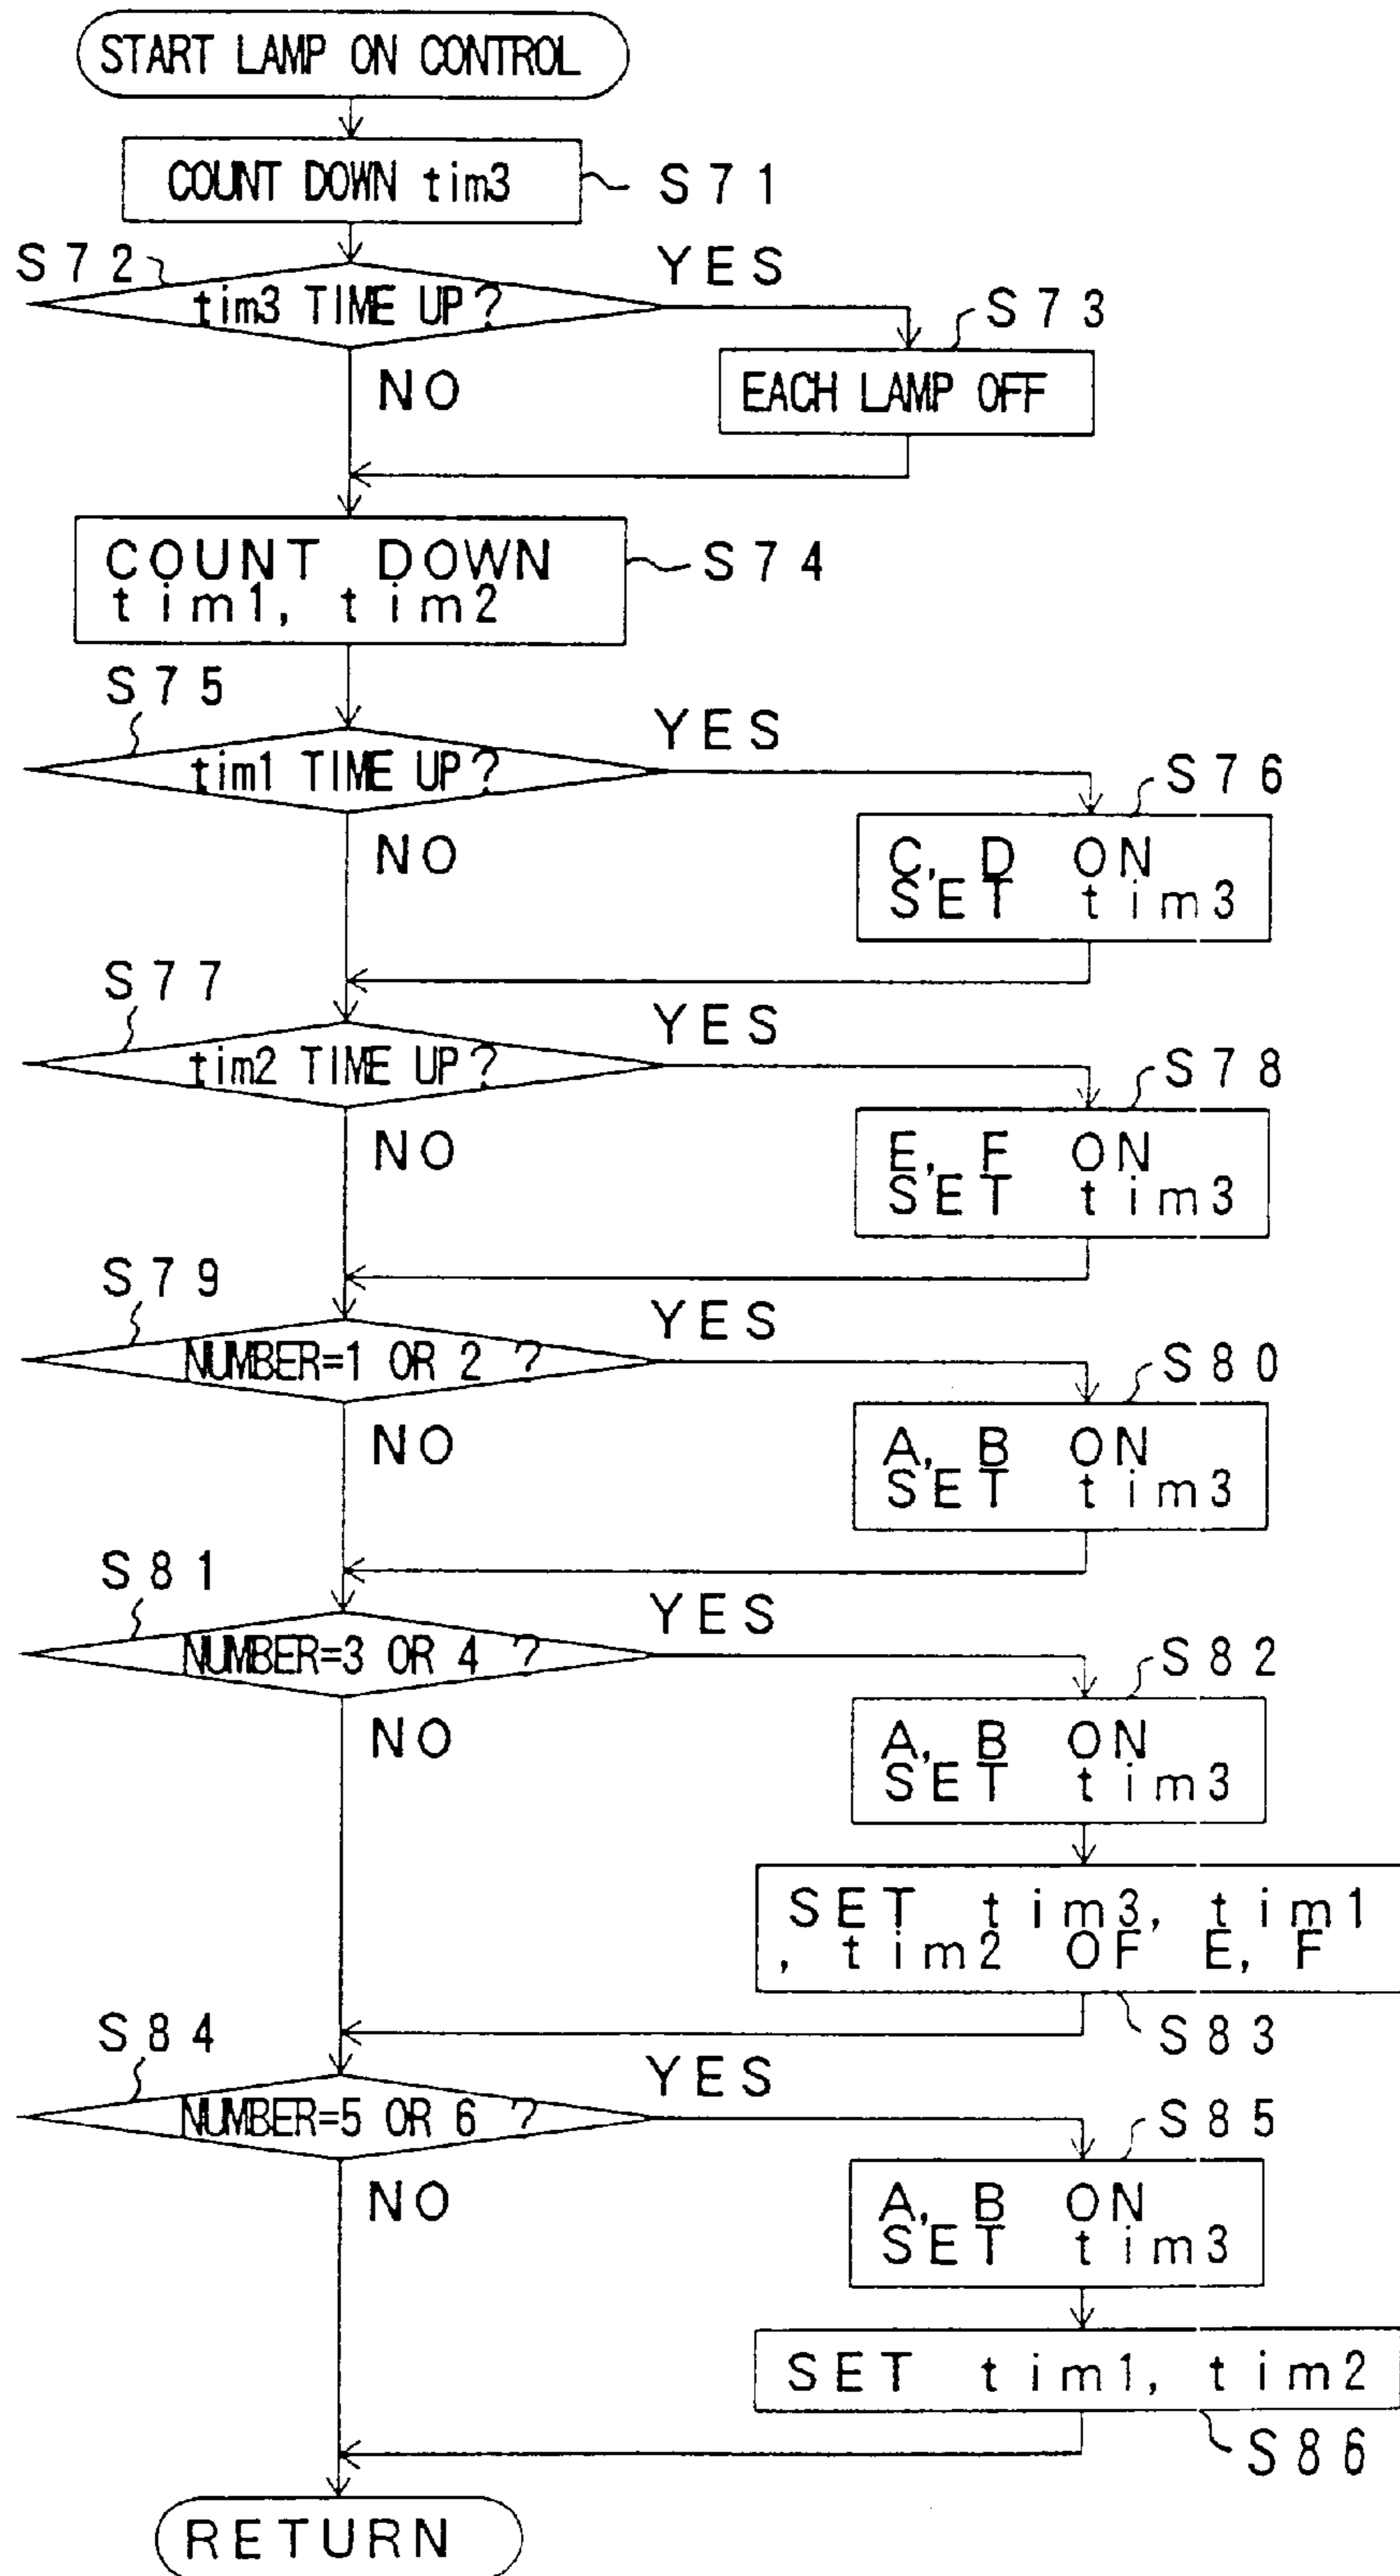 START LAMP ON CONTROL
COUNT DOWN tim3
S71
S72
tim3 TIME UP?
YES
S73
NO
EACH LAMP OFF
COUNT DOWN
tim1, tim2
S74
S75
tim1 TIME UP?
YES
S76
NO
C, D ON
SET tim3
S77
tim2 TIME UP?
YES
S78
NO
E, F ON
SET tim3
S79
NUMBER=1 OR 2 ?
YES
S80
NO
A, B ON
SET tim3
S81
NUMBER=3 OR 4 ?
YES
S82
NO
A, B ON
SET tim3
SET tim3, tim1
, tim2 OF E, F
S83
S84
NUMBER=5 OR 6 ?
YES
S85
NO
A, B ON
SET tim3
SET tim1, tim2
S86
RETURN